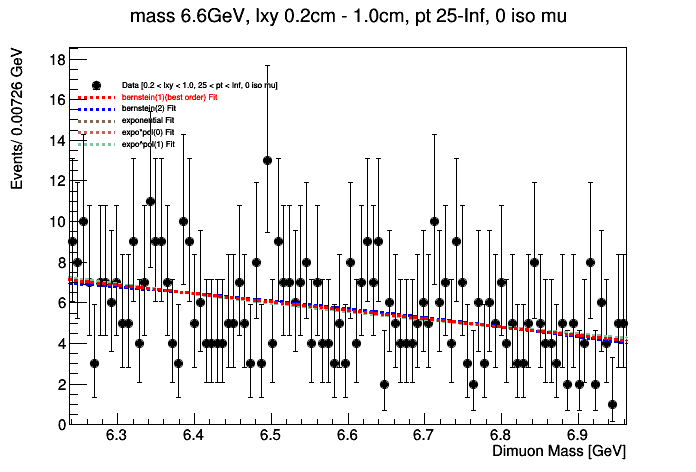 mass 6.6GeV, lxy 0.2cm - 1.0cm, pt 25-Inf, 0 iso mu
Events/ 0.00726 GeV
18
16
14
12
10
8
6
4
2
0
Data [0.2 < lxy < 1.0, 25 < pt < Inf, 0 iso mu]
bernstein(1)(best order) Fit
bernstein(2) Fit
exponential Fit
expo*pol(0) Fit
expo*pol(1) Fit
6.3 6.4 6.5 6.6 6.7 6.8 6.9
Dimuon Mass [GeV]